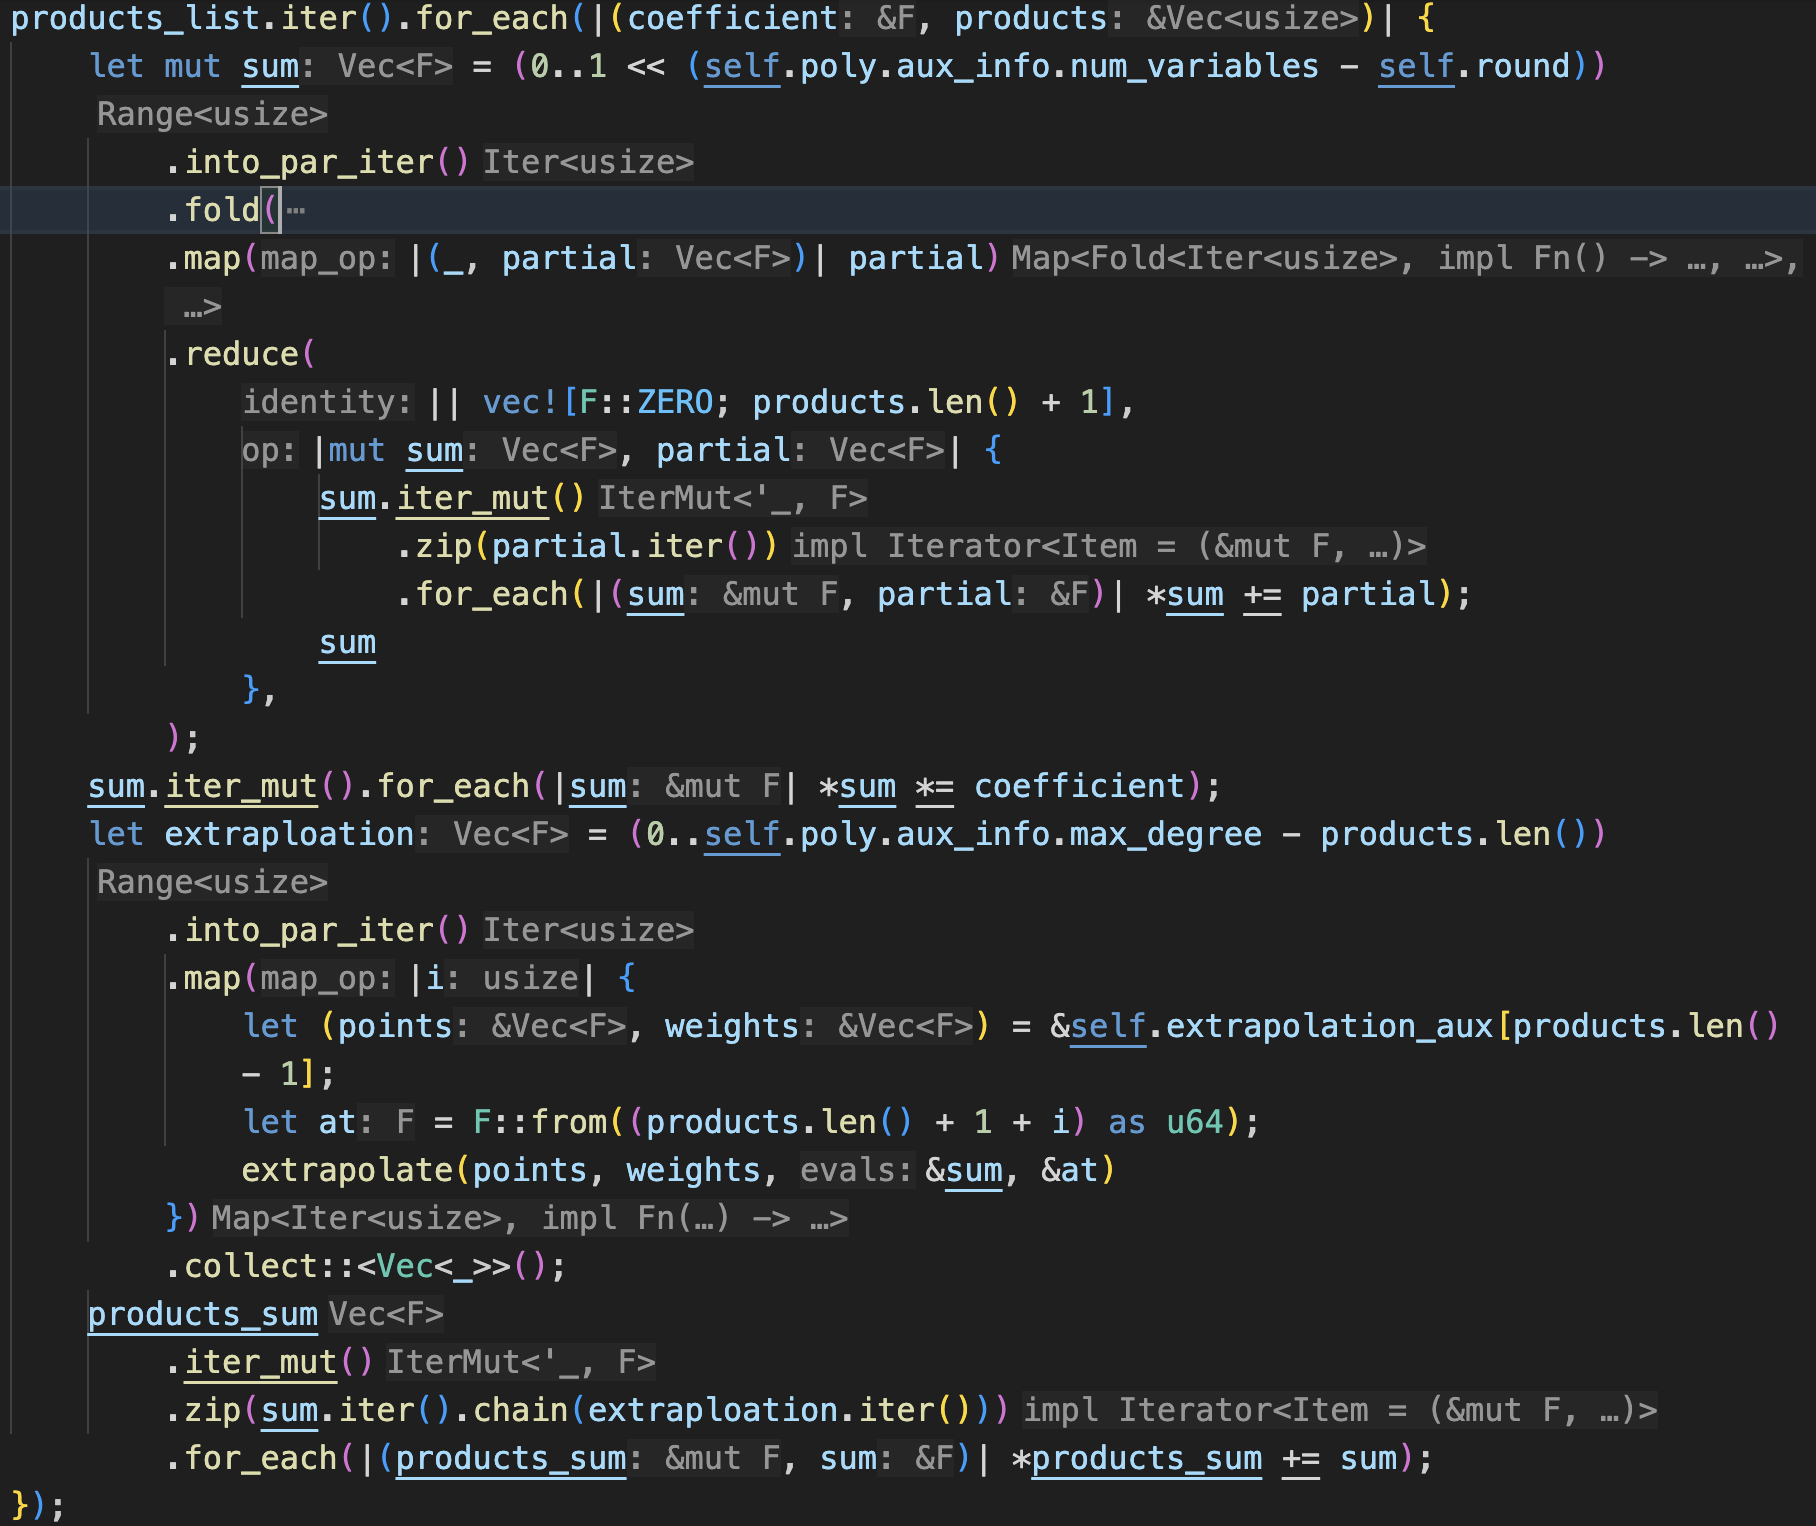 products_list.iter().for_each(|(coefficient: &F, products: &Vec<usize>)| {
let mut sum: Vec<F> = (0..1 << (self.poly.aux_info.num_variables - self.round))
Range<usize>
.into_par_iter() Iter<usize>
.fold( ⋯
.map(map_op: |(_, partial: Vec<F>)| partial) Map<Fold<Iter<usize>, impl Fn() -> …, …>,
…>
.reduce(
identity: || vec![F::ZERO; products.len() + 1],
op: |mut sum: Vec<F>, partial: Vec<F>| {
sum.iter_mut() IterMut<'_, F>
.zip(partial.iter()) impl Iterator<Item = (&mut F, …)>
.for_each(|(sum: &mut F, partial: &F)| *sum += partial);
sum
},
);
sum.iter_mut().for_each(|sum: &mut F| *sum *= coefficient);
let extraploation: Vec<F> = (0..self.poly.aux_info.max_degree - products.len())
Range<usize>
.into_par_iter() Iter<usize>
.map(map_op: |i: usize| {
let (points: &Vec<F>, weights: &Vec<F>) = &self.extrapolation_aux[products.len()
- 1];
let at: F = F::from((products.len() + 1 + i) as u64);
extrapolate(points, weights, evals: &sum, &at)
}) Map<Iter<usize>, impl Fn(…) -> …>
.collect::<Vec<_>>();
products_sum Vec<F>
.iter_mut() IterMut<'_, F>
.zip(sum.iter().chain(extraploation.iter())) impl Iterator<Item = (&mut F, …)>
.for_each(|(products_sum: &mut F, sum: &F)| *products_sum += sum);
});